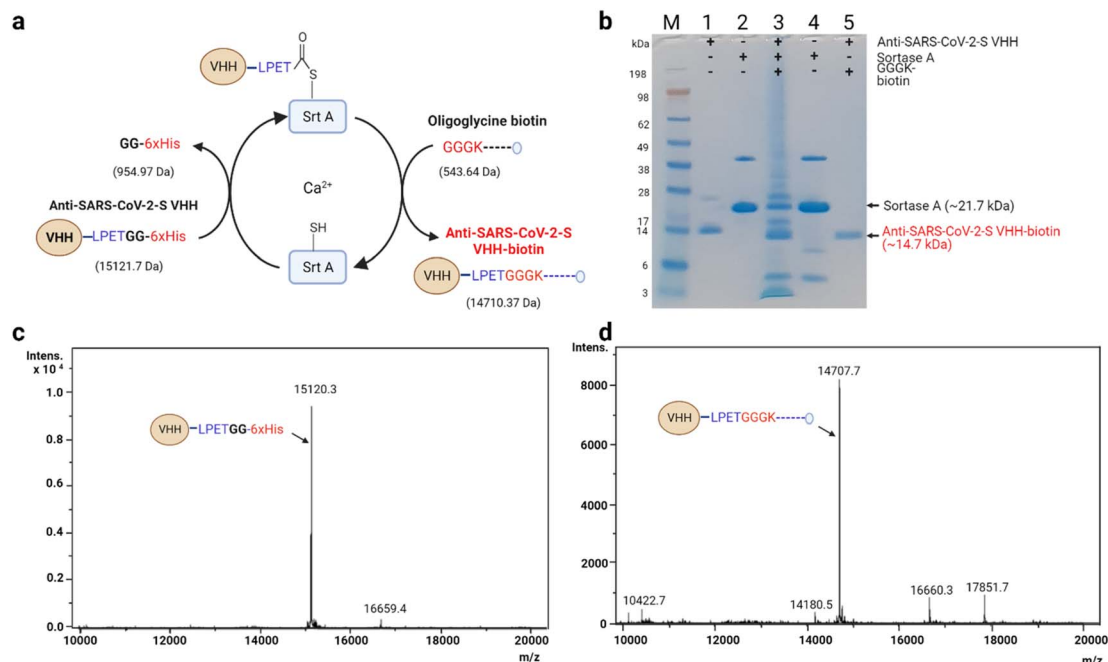 a
VHH
LPET
O
C
S
Srt A
GG-6xHis
(954.97 Da)
Oligoglycine biotin
GGGK
(543.64 Da)
Ca²⁺
Anti-SARS-CoV-2-S VHH
VHH
LPETGG-6xHis
(15121.7 Da)
SH
Srt A
Anti-SARS-CoV-2-S
VHH-biotin
VHH
LPETGGGK
(14710.37 Da)
b
M 1 2 3 4 5
kDa
+ - + - + Anti-SARS-CoV-2-S VHH
- + + + - Sortase A
- - + - + GGGK-
biotin
198
98
62
49
38
28
17
14
6
3
Sortase A (~21.7 kDa)
Anti-SARS-CoV-2-S VHH-biotin
(~14.7 kDa)
c
Intens.
x 10⁴
1.0
0.8
0.6
0.4
0.2
0.0
15120.3
VHH
LPETGG-6xHis
16659.4
10000 12000 14000 16000 18000 20000
m/z
d
Intens.
8000
6000
4000
2000
0
14707.7
VHH
LPETGGGK
10422.7
14180.5
16660.3
17851.7
10000 12000 14000 16000 18000 20000
m/z